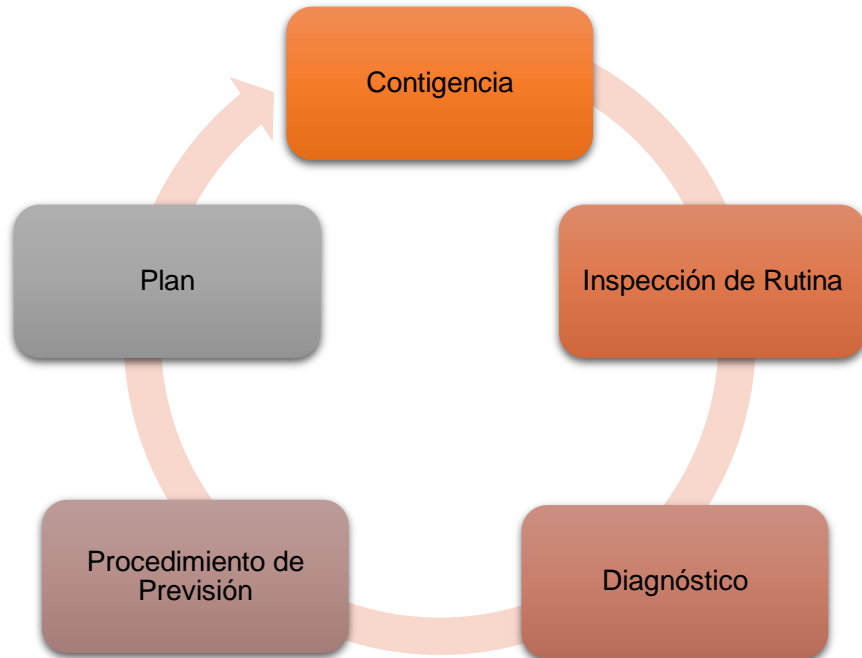 Contigencia
Inspección de Rutina
Diagnóstico
Procedimiento de
Previsión
Plan